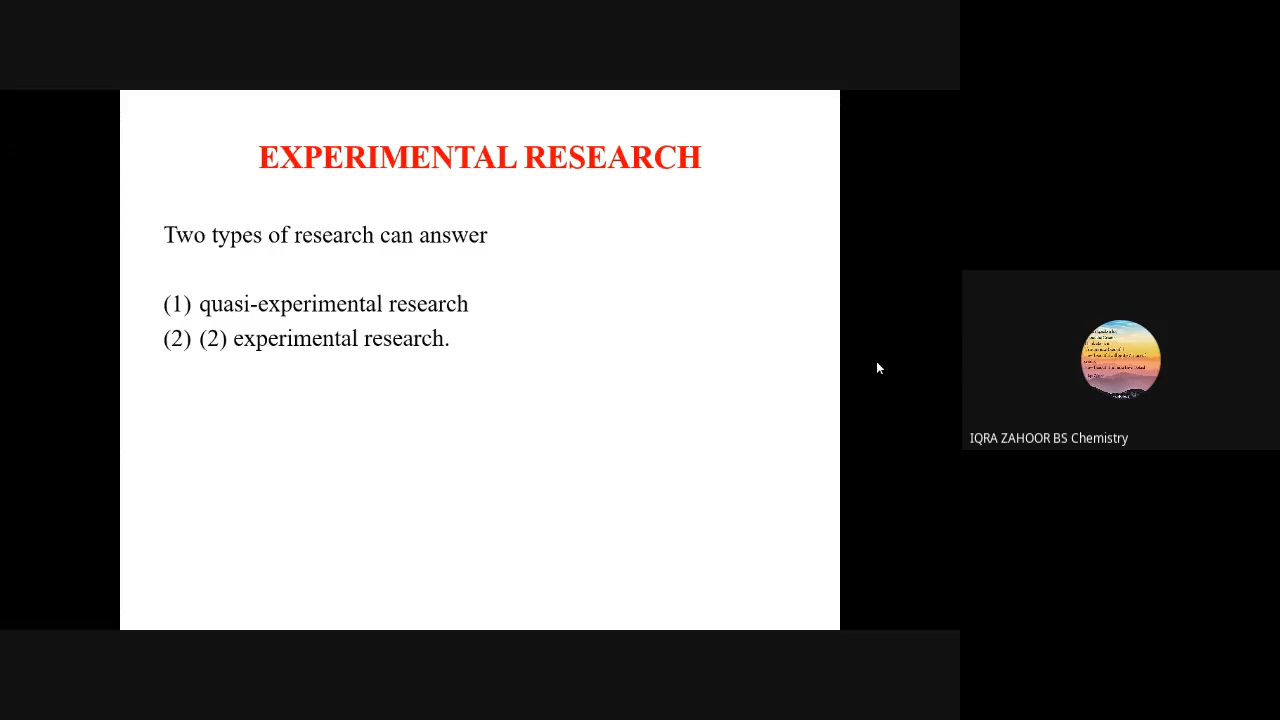 EXPERIMENTAL RESEARCH
Two types of research can answer
(1) quasi-experimental research
(2) (2) experimental research.
IQRA ZAHOOR BS Chemistry